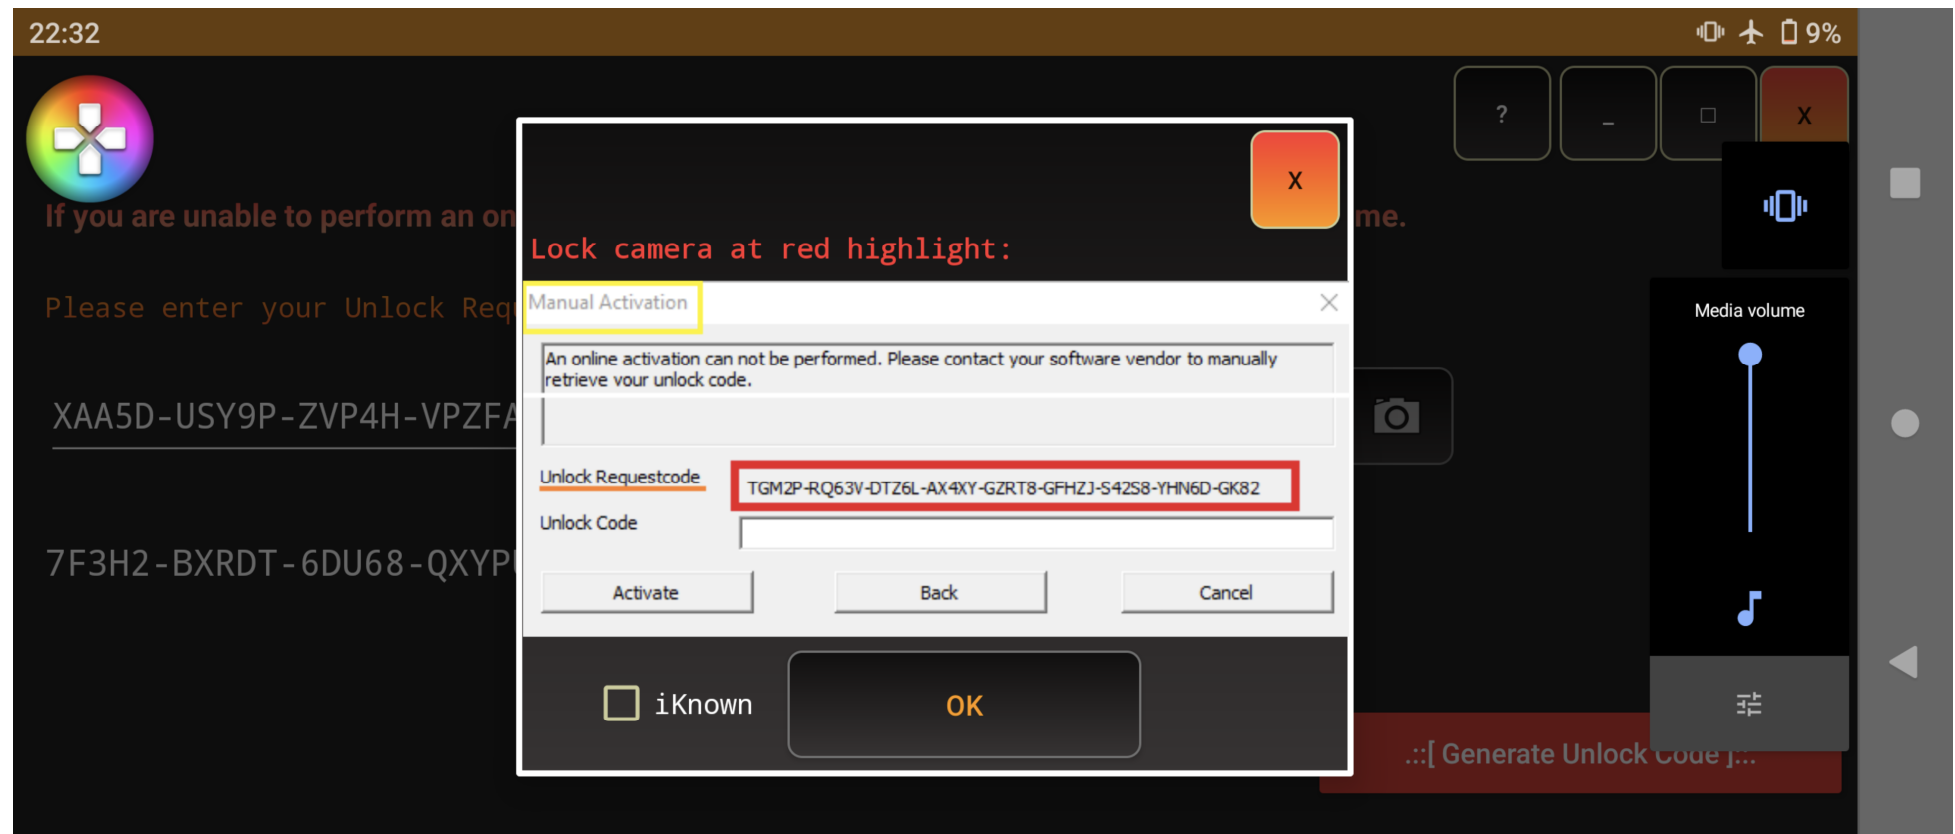 22:32
9%
?
_
X
If you are unable to perform an on
me.
X
Lock camera at red highlight:
Please enter your Unlock Req
Manual Activation
Media volume
An online activation can not be performed. Please contact your software vendor to manually
retrieve your unlock code.
XAA5D-USY9P-ZVP4H-VPZFA
Unlock Requestcode
TGM2P-RQ63V-DTZ6L-AX4XY-GZRT8-GFHZJ-S42S8-YHN6D-GK82
Unlock Code
7F3H2-BXRDT-6DU68-QXYPU
Activate
Back
Cancel
iKnown
OK
.::[ Generate Unlock Code ]::.